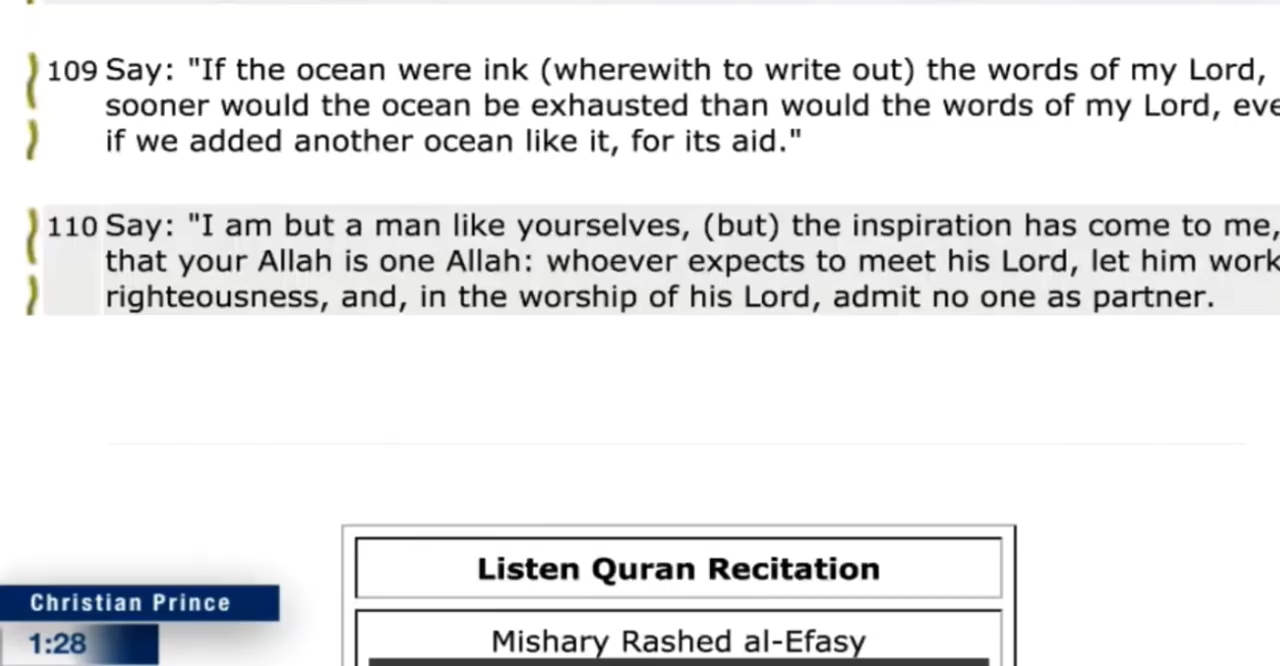 109 Say: "If the ocean were ink (wherewith to write out) the words of my Lord,
sooner would the ocean be exhausted than would the words of my Lord, eve
if we added another ocean like it, for its aid."
110 Say: "I am but a man like yourselves, (but) the inspiration has come to me,
that your Allah is one Allah: whoever expects to meet his Lord, let him work
righteousness, and, in the worship of his Lord, admit no one as partner.
Listen Quran Recitation
Mishary Rashed al-Efasy
Christian Prince
1:28